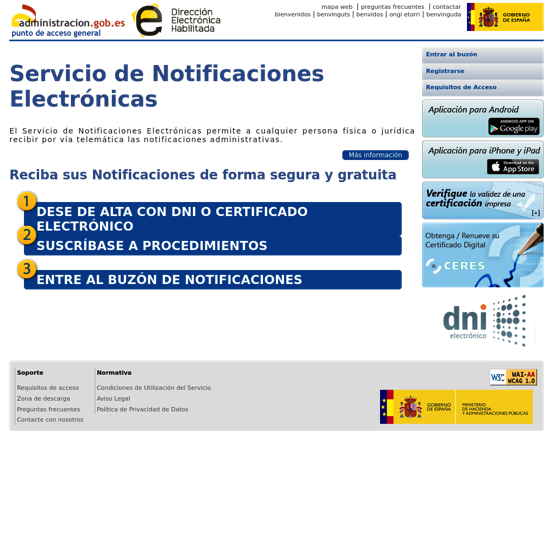 administracion.gob.es
punto de acceso general
Dirección
Electrónica
Habilitada
mapa web | preguntas frecuentes | contactar
bienvenidos | benvinguts | benvidos | ongi etorri | benvinguda
GOBIERNO
DE ESPAÑA
Servicio de Notificaciones
Electrónicas
El Servicio de Notificaciones Electrónicas permite a cualquier persona física o jurídica
recibir por vía telemática las notificaciones administrativas.
Más información
Reciba sus Notificaciones de forma segura y gratuita
1
DESE DE ALTA CON DNI O CERTIFICADO
ELECTRÓNICO
2
SUSCRÍBASE A PROCEDIMIENTOS
3
ENTRE AL BUZÓN DE NOTIFICACIONES
Entrar al buzón
Registrarse
Requisitos de Acceso
Aplicación para Android
ANDROID APP ON
Google play
Aplicación para iPhone y iPad
Download on the
App Store
Verifique la validez de una
certificación impresa
[+]
Obtenga / Renueve su
Certificado Digital
CERES
dni
electrónico
Soporte
Requisitos de acceso
Zona de descarga
Preguntas frecuentes
Contacte con nosotros
Normativa
Condiciones de Utilización del Servicio
Aviso Legal
Política de Privacidad de Datos
W3C WAI-AA
WCAG 1.0
GOBIERNO
DE ESPAÑA
MINISTERIO
DE HACIENDA
Y ADMINISTRACIONES PÚBLICAS